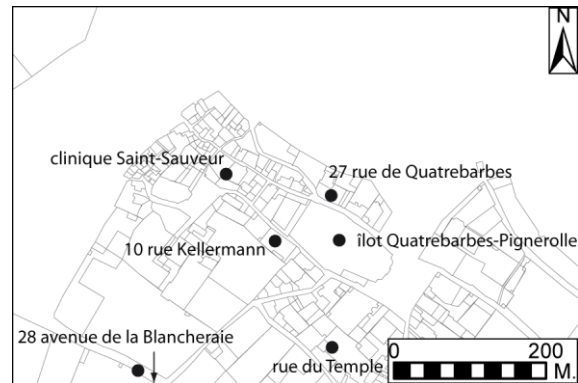 N
clinique Saint-Sauveur
27 rue de Quatrebarbes
10 rue Kellermann
îlot Quatrebarbes-Pignerolle
28 avenue de la Blancheraie
rue du Temple
0 200
M.